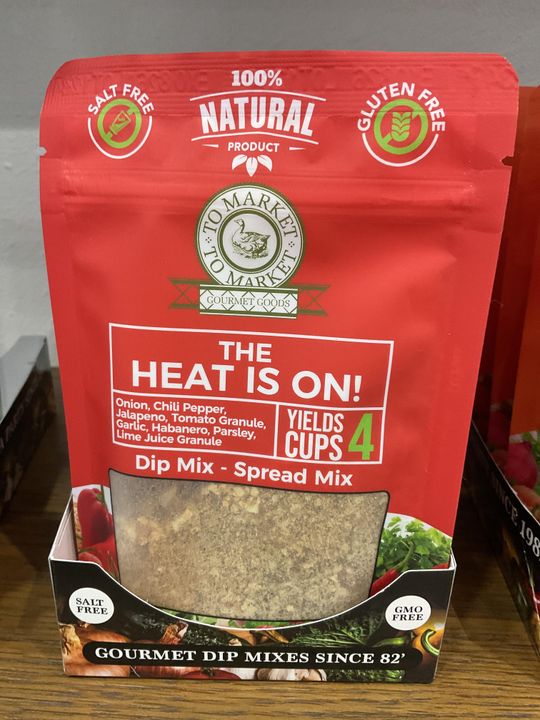 100%
NATURAL
PRODUCT
SALT FREE
GLUTEN FREE
TO MARKET
TO MARKET
GOURMET GOODS
THE
HEAT IS ON!
Onion, Chili Pepper,
Jalapeno, Tomato Granule,
Garlic, Habanero, Parsley,
Lime Juice Granule
YIELDS
CUPS 4
Dip Mix - Spread Mix
SALT
FREE
GMO
FREE
GOURMET DIP MIXES SINCE 82'